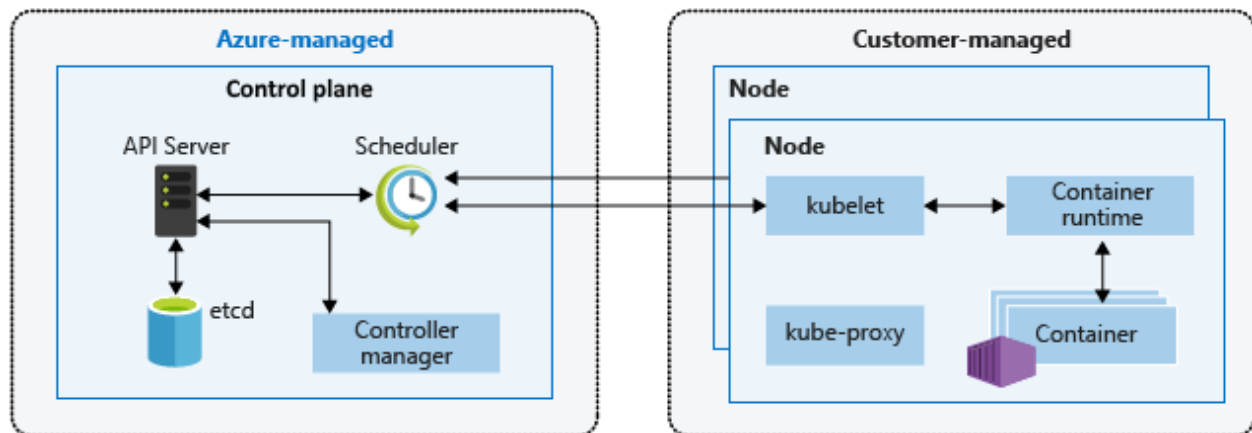 Azure-managed
Control plane
API Server
Scheduler
etcd
Controller
manager
Customer-managed
Node
Node
kubelet
Container
runtime
kube-proxy
Container